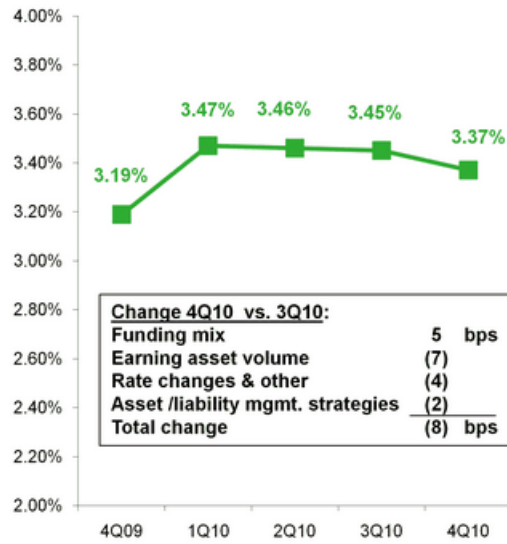 4.00%
3.80%
3.60%
3.40%
3.20%
3.00%
2.80%
2.60%
2.40%
2.20%
2.00%
3.19%
3.47%
3.46%
3.45%
3.37%
Change 4Q10 vs. 3Q10:
Funding mix 5 bps
Earning asset volume (7)
Rate changes & other (4)
Asset /liability mgmt. strategies (2)
Total change (8) bps
4Q09 1Q10 2Q10 3Q10 4Q10